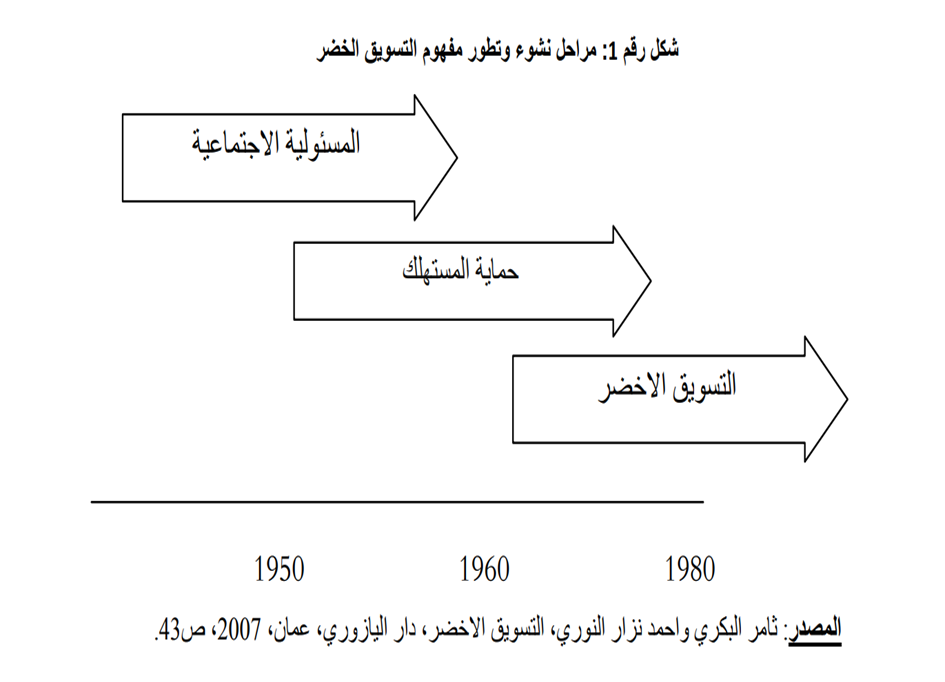 شكل رقم 1: مراحل نشوء وتطور مفهوم التسويق الخضر
المسئولية الاجتماعية
حماية المستهلك
التسويق الاخضر
1950 1960 1980
المصدر: ثامر البكري واحمد نزار النوري، التسويق الاخضر، دار اليازوري، عمان، 2007، ص43.